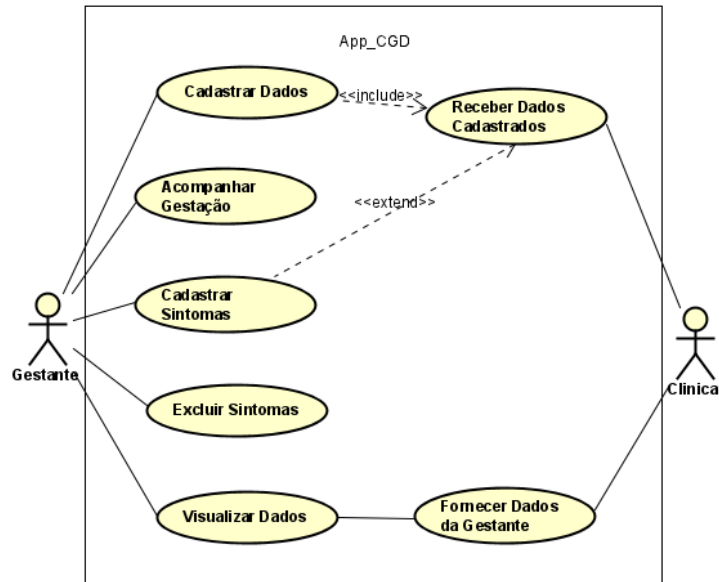 App_CGD
Cadastrar Dados
<<include>>
Receber Dados
Cadastrados
Acompanhar
Gestação
<<extend>>
Cadastrar
Sintomas
Gestante
Clinica
Excluir Sintomas
Visualizar Dados
Fornecer Dados
da Gestante